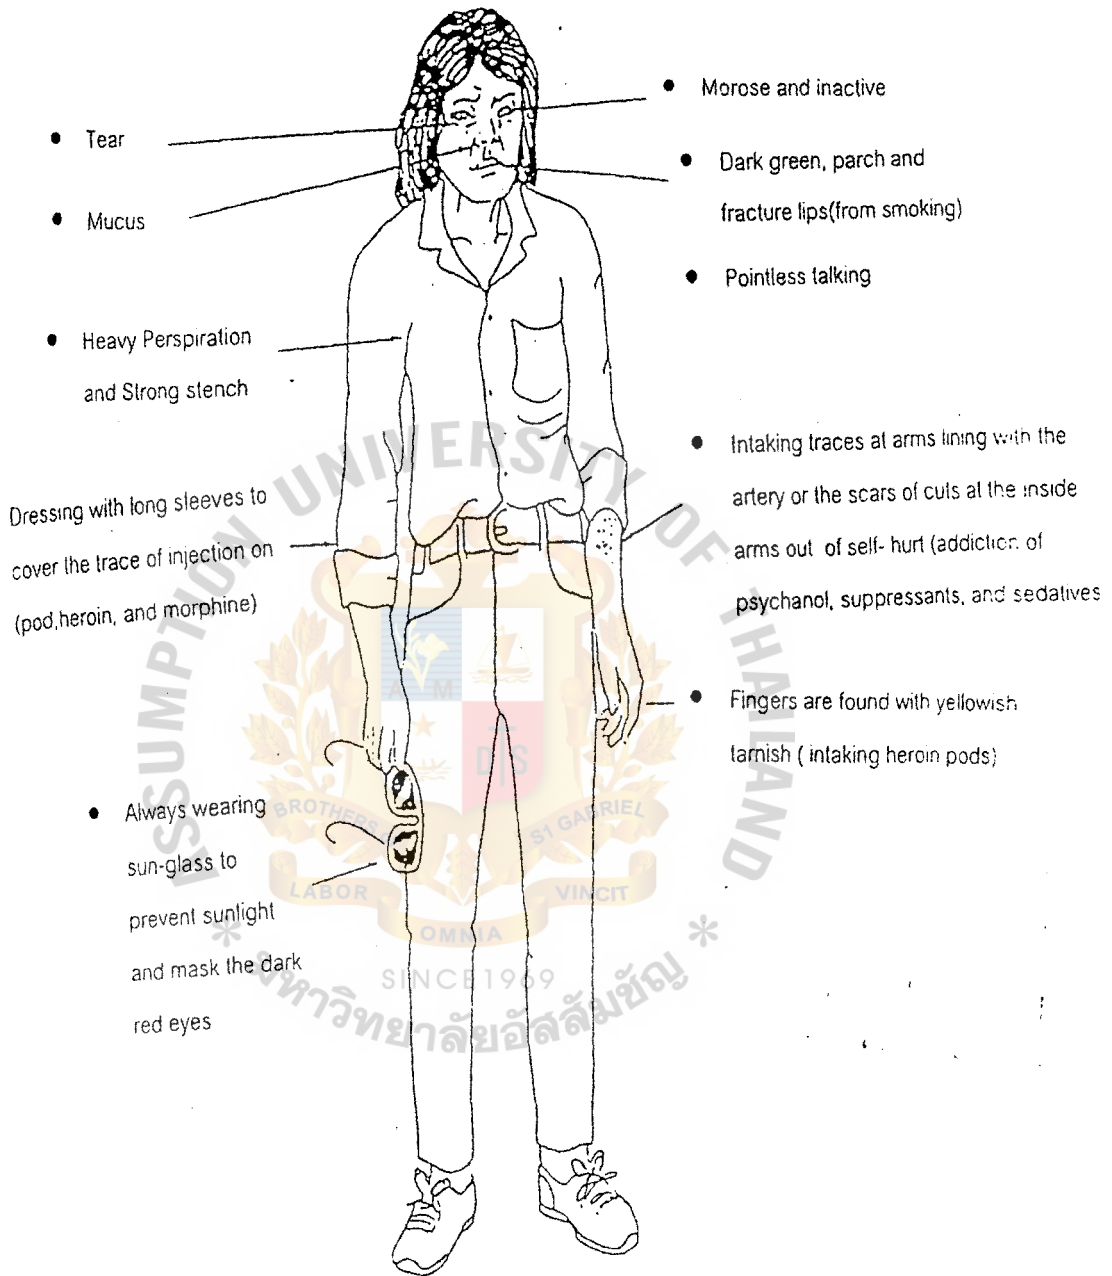 Tear
Mucus
Heavy Perspiration
and Strong stench
Dressing with long sleeves to
cover the trace of injection on
(pod,heroin, and morphine)
Always wearing
sun-glass to
prevent sunlight
and mask the dark
red eyes
Morose and inactive
Dark green, parch and
fracture lips(from smoking)
Pointless talking
Intaking traces at arms lining with the
artery or the scars of cuts at the inside
arms out of self- hurt (addiction of
psychanol, suppressants, and sedatives
Fingers are found with yellowish
tarnish ( intaking heroin pods)
ASSUMPTION UNIVERSITY OF THAILAND
A M
D S
BROTHERS OF ST GABRIEL
LABOR
OMNIA
VINCIT
SINCE 1969
* มหาวิทยาลัยอัสสัมชัญ *